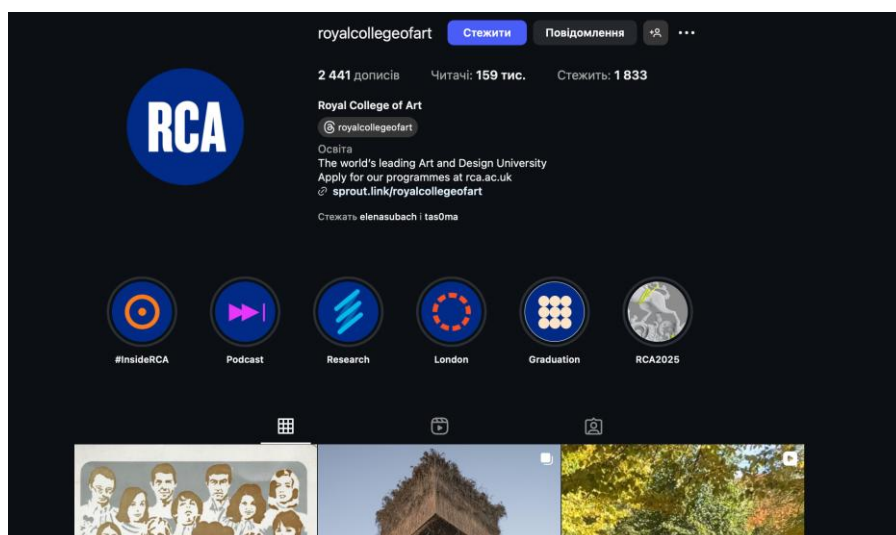 royalcollegeofart Стежити Повідомлення
2 441 дописів Читачі: 159 тис. Стежить: 1 833
RCA
Royal College of Art
royalcollegeofart
Освіта
The world's leading Art and Design University
Apply for our programmes at rca.ac.uk
sprout.link/royalcollegeofart
Стежать elenasubach і tas0ma
#InsideRCA Podcast Research London Graduation RCA2025